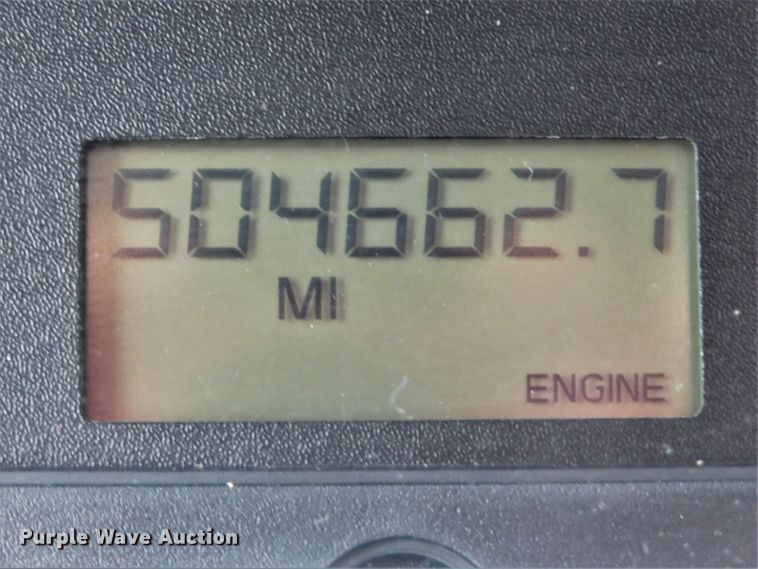 504662.7
MI
ENGINE
Purple Wave Auction